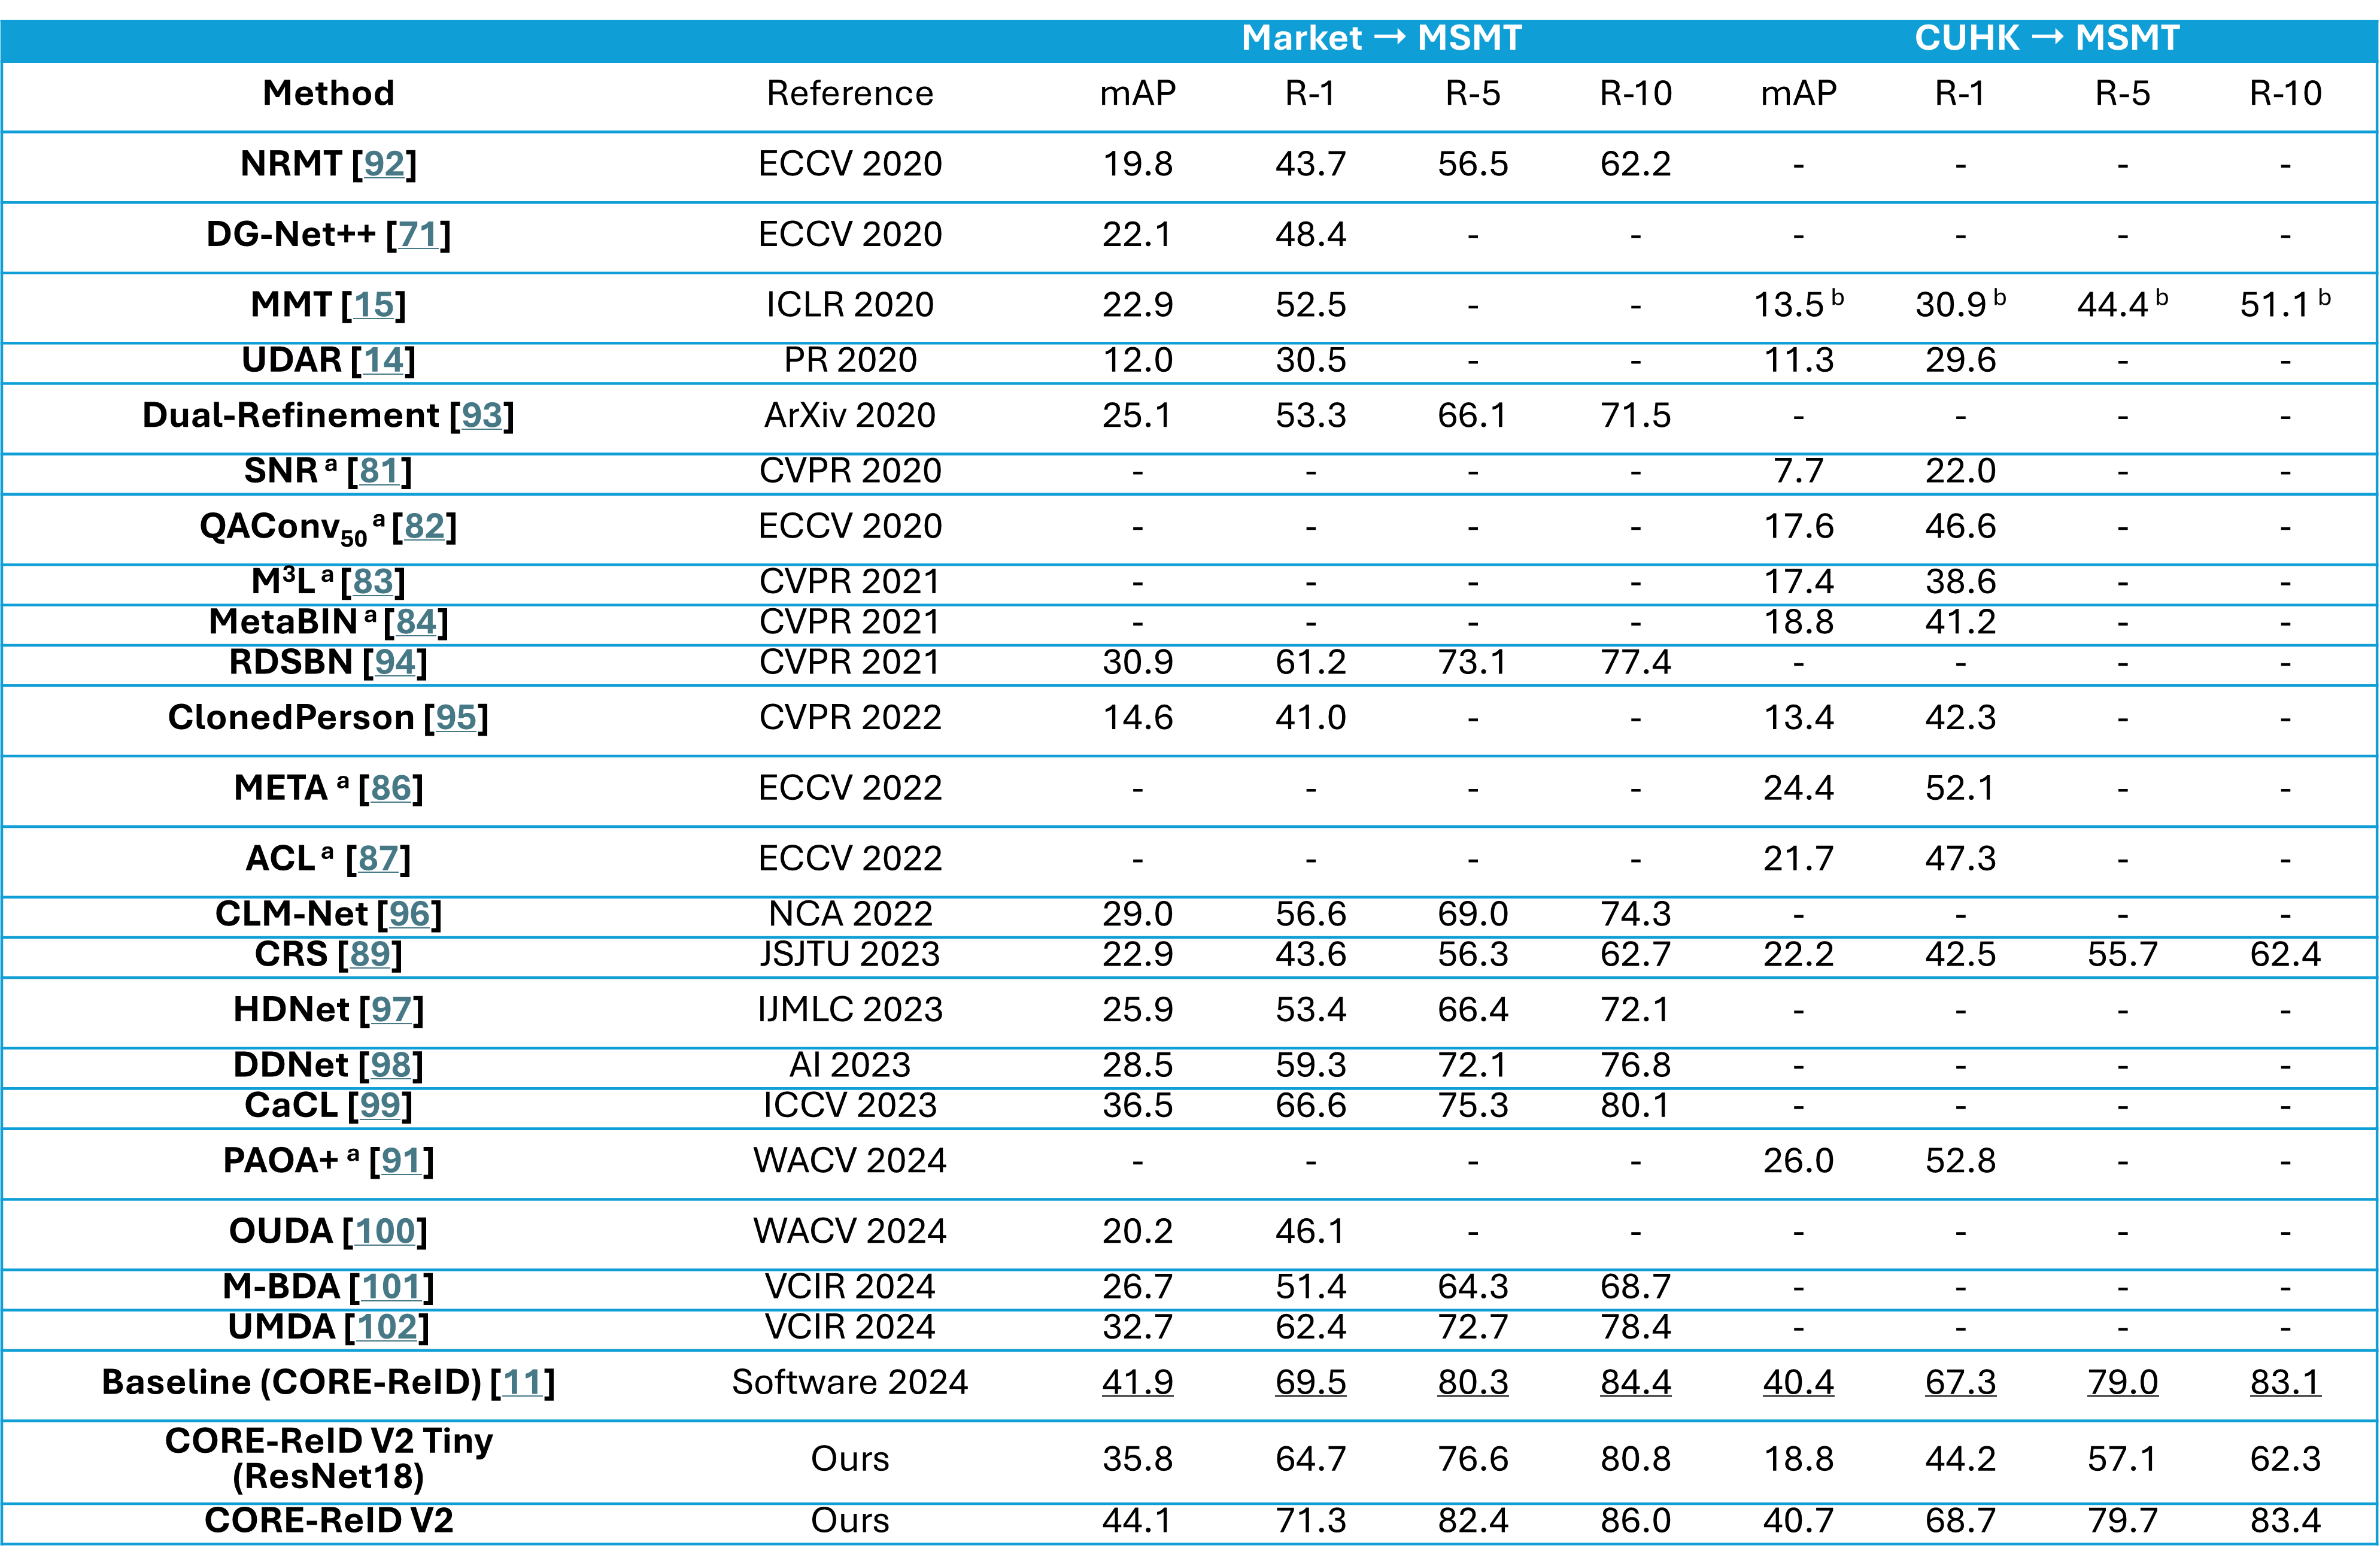 Market → MSMT CUHK → MSMT
Method Reference mAP R-1 R-5 R-10 mAP R-1 R-5 R-10
NRMT [92] ECCV 2020 19.8 43.7 56.5 62.2 - - - -
DG-Net++ [71] ECCV 2020 22.1 48.4 - - - - - -
MMT [15] ICLR 2020 22.9 52.5 - - 13.5 b 30.9 b 44.4 b 51.1 b
UDAR [14] PR 2020 12.0 30.5 - - 11.3 29.6 - -
Dual-Refinement [93] ArXiv 2020 25.1 53.3 66.1 71.5 - - - -
SNR a [81] CVPR 2020 - - - - 7.7 22.0 - -
QAConv50 a [82] ECCV 2020 - - - - 17.6 46.6 - -
M3L a [83] CVPR 2021 - - - - 17.4 38.6 - -
MetaBIN a [84] CVPR 2021 - - - - 18.8 41.2 - -
RDSBN [94] CVPR 2021 30.9 61.2 73.1 77.4 - - - -
ClonedPerson [95] CVPR 2022 14.6 41.0 - - 13.4 42.3 - -
META a [86] ECCV 2022 - - - - 24.4 52.1 - -
ACL a [87] ECCV 2022 - - - - 21.7 47.3 - -
CLM-Net [96] NCA 2022 29.0 56.6 69.0 74.3 - - - -
CRS [89] JSJTU 2023 22.9 43.6 56.3 62.7 22.2 42.5 55.7 62.4
HDNet [97] IJMLC 2023 25.9 53.4 66.4 72.1 - - - -
DDNet [98] AI 2023 28.5 59.3 72.1 76.8 - - - -
CaCL [99] ICCV 2023 36.5 66.6 75.3 80.1 - - - -
PAOA+ a [91] WACV 2024 - - - - 26.0 52.8 - -
OUDA [100] WACV 2024 20.2 46.1 - - - - - -
M-BDA [101] VCIR 2024 26.7 51.4 64.3 68.7 - - - -
UMDA [102] VCIR 2024 32.7 62.4 72.7 78.4 - - - -
Baseline (CORE-ReID) [11] Software 2024 41.9 69.5 80.3 84.4 40.4 67.3 79.0 83.1
CORE-ReID V2 Tiny
(ResNet18) Ours 35.8 64.7 76.6 80.8 18.8 44.2 57.1 62.3
CORE-ReID V2 Ours 44.1 71.3 82.4 86.0 40.7 68.7 79.7 83.4